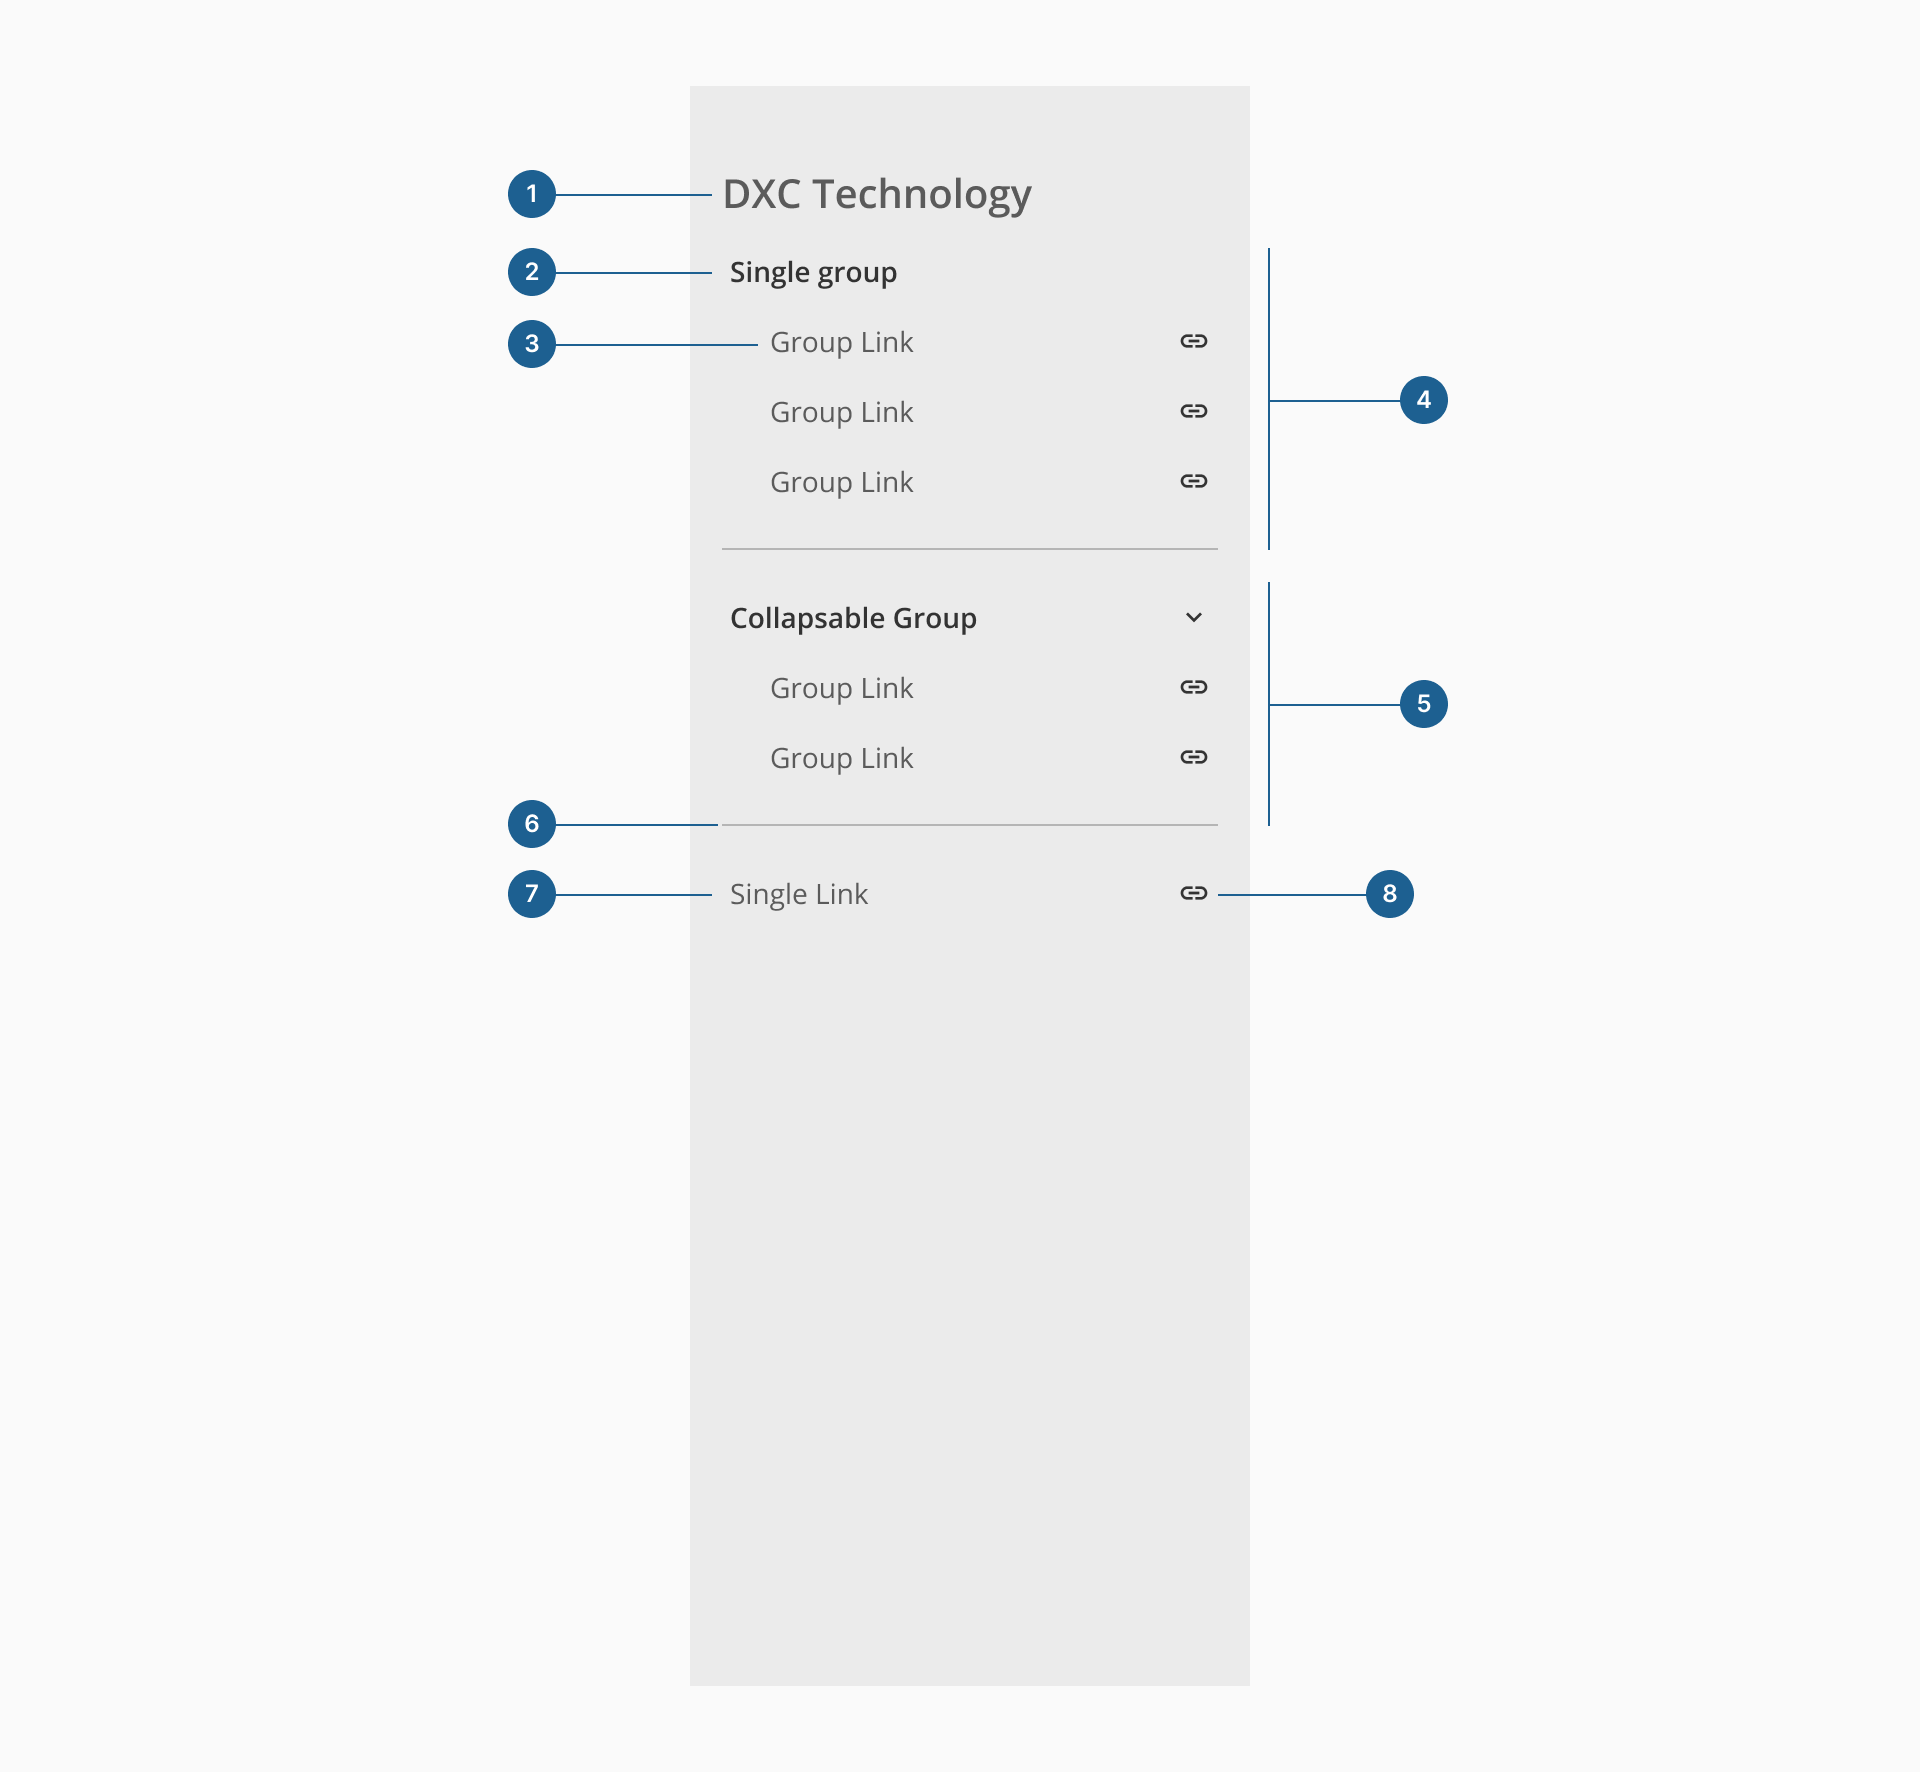 1 DXC Technology
2 Single group
3 Group Link
Group Link
4
Group Link
Collapsable Group
Group Link
5
Group Link
6
7 Single Link 8